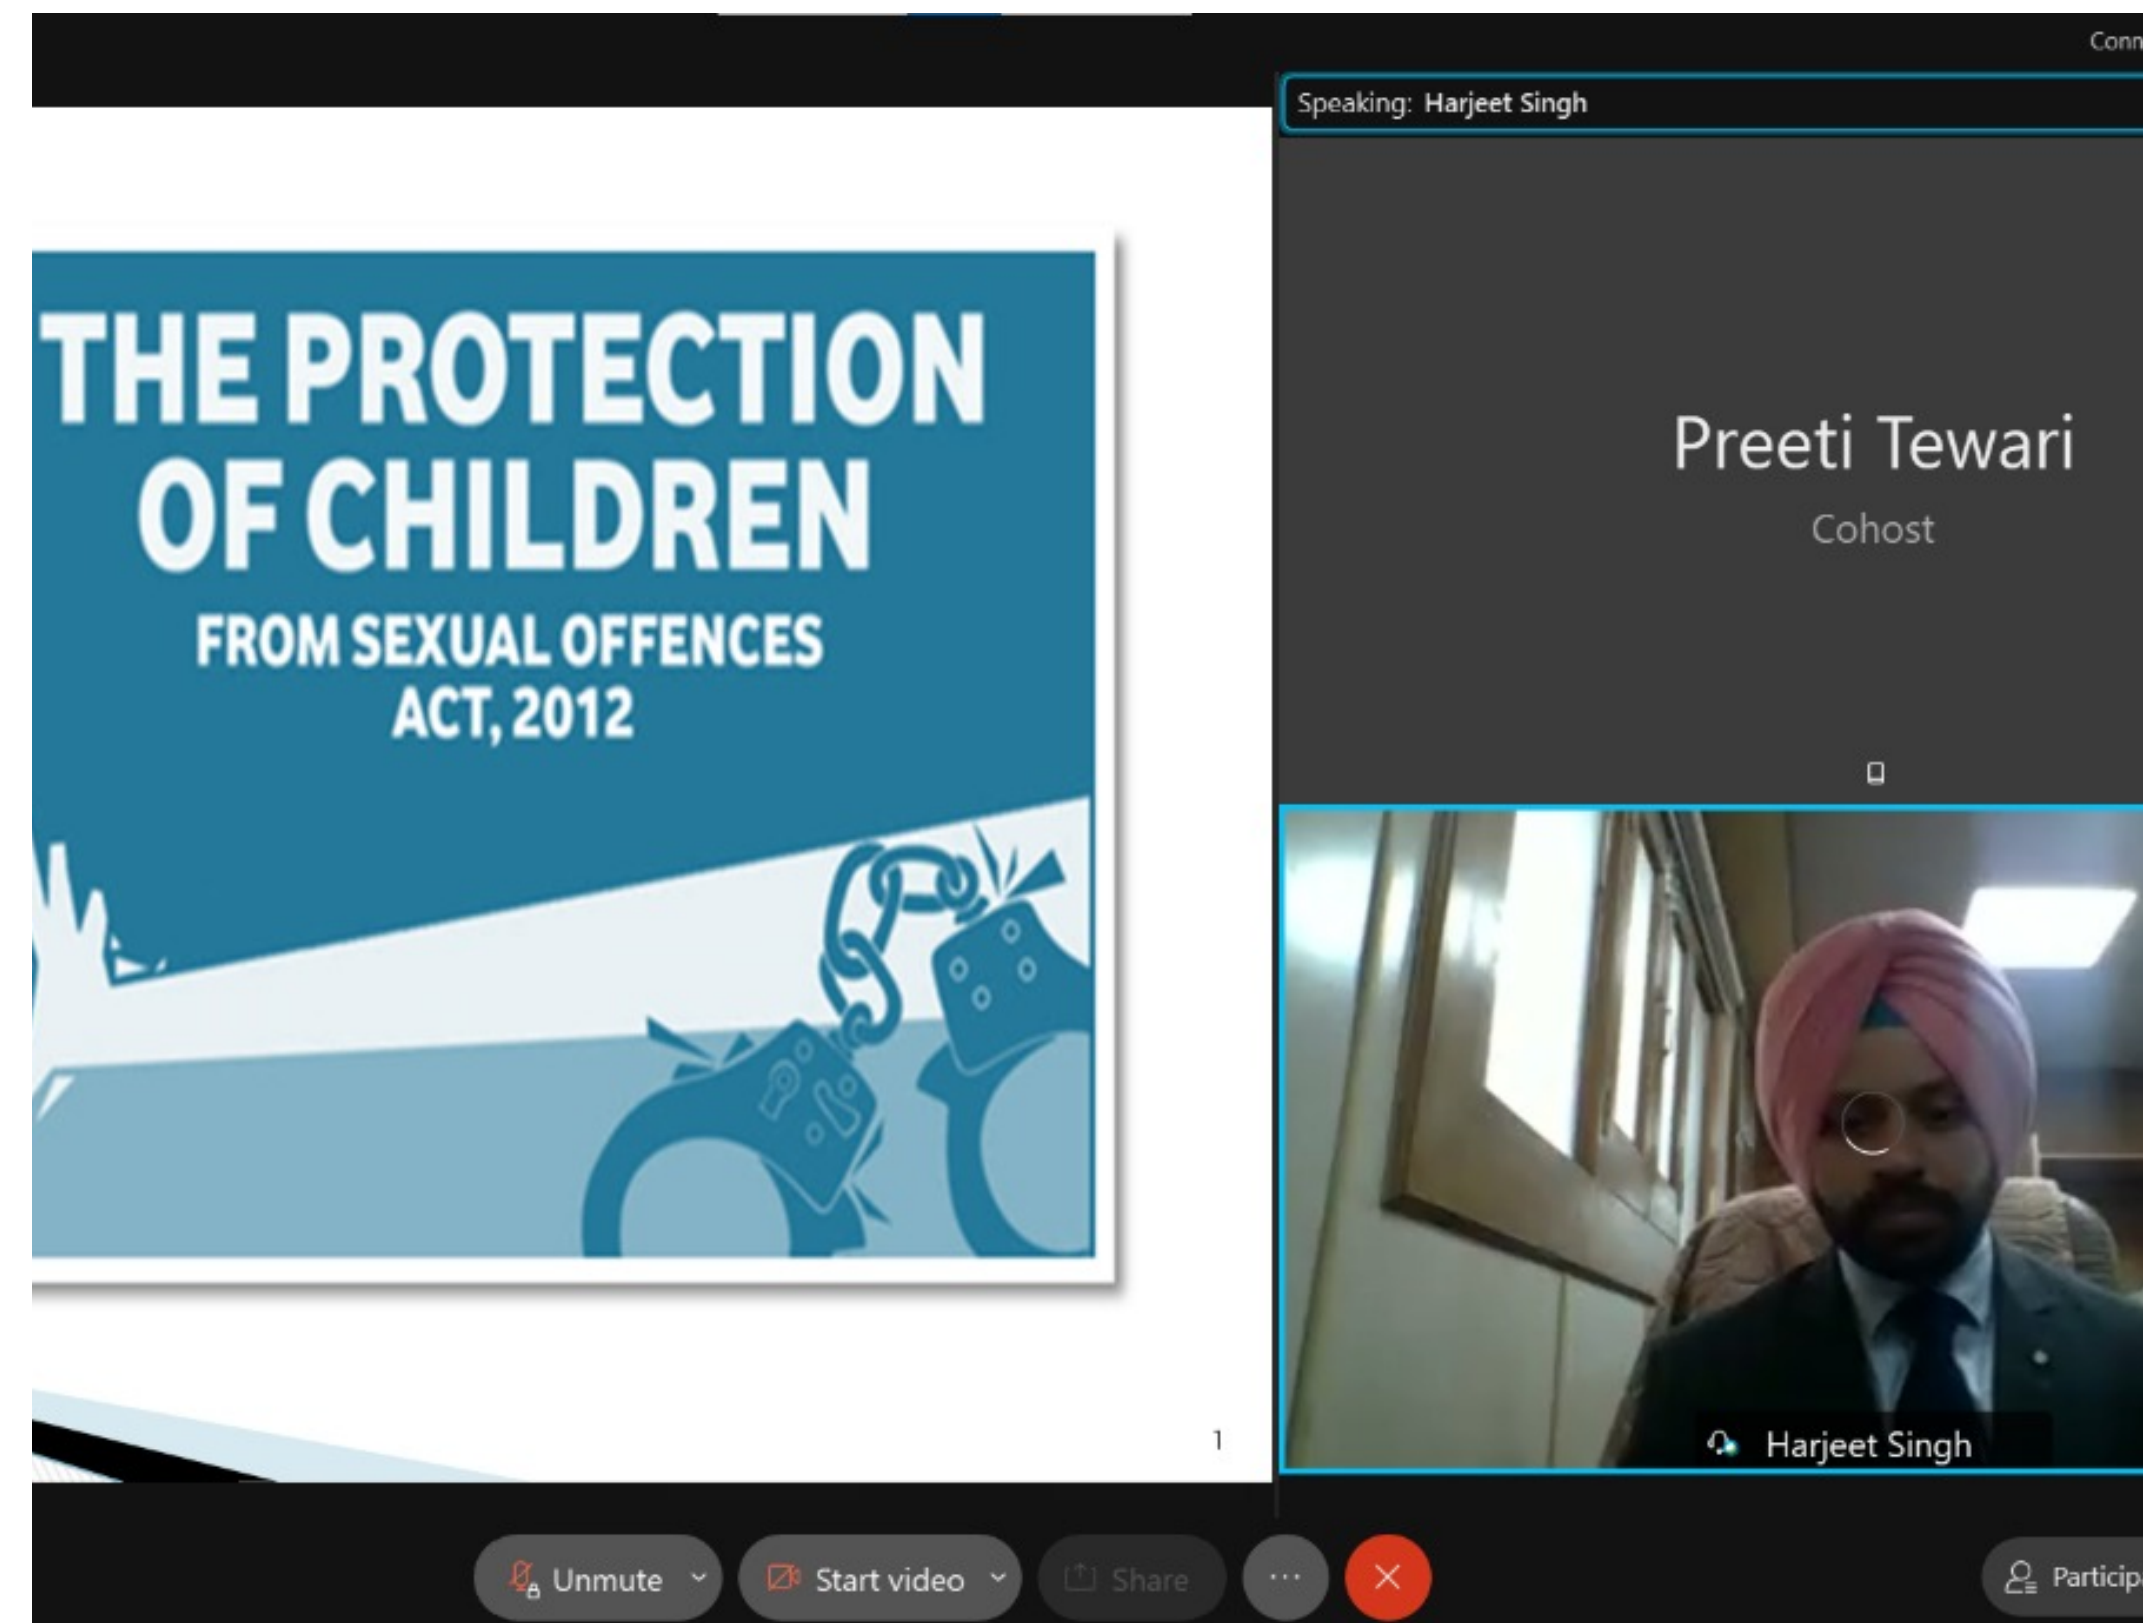 Conn
Speaking: Harjeet Singh
THE PROTECTION
OF CHILDREN
FROM SEXUAL OFFENCES
ACT, 2012
1
Preeti Tewari
Cohost
Harjeet Singh
Unmute
Start video
Share
Particip